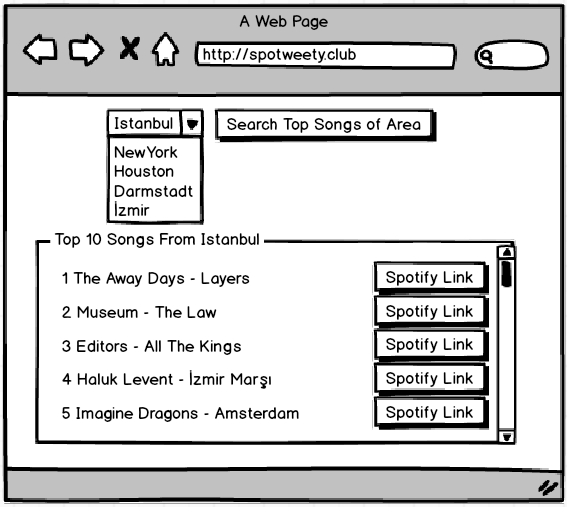 A Web Page
http://spotweety.club
Istanbul
Search Top Songs of Area
NewYork
Houston
Darmstadt
İzmir
Top 10 Songs From Istanbul
1 The Away Days - Layers Spotify Link
2 Museum - The Law Spotify Link
3 Editors - All The Kings Spotify Link
4 Haluk Levent - İzmir Marşı Spotify Link
5 Imagine Dragons - Amsterdam Spotify Link